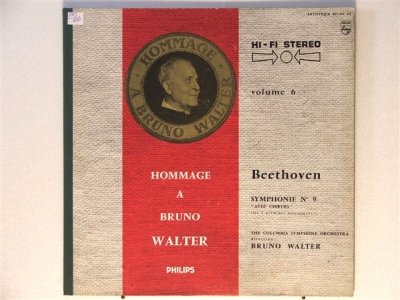 HOMMAGE
A BRUNO WALTER
HOMMAGE
A
BRUNO
WALTER
PHILIPS
HI-FI STEREO
volume 6
Beethoven
SYMPHONIE N° 9
"AVEC CHŒURS"
THE COLUMBIA SYMPHONY ORCHESTRA
BRUNO WALTER